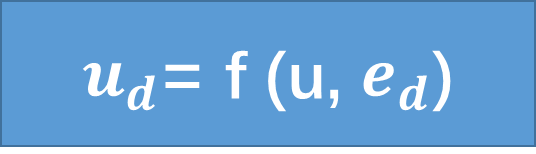 u_d = f (u, e_d)